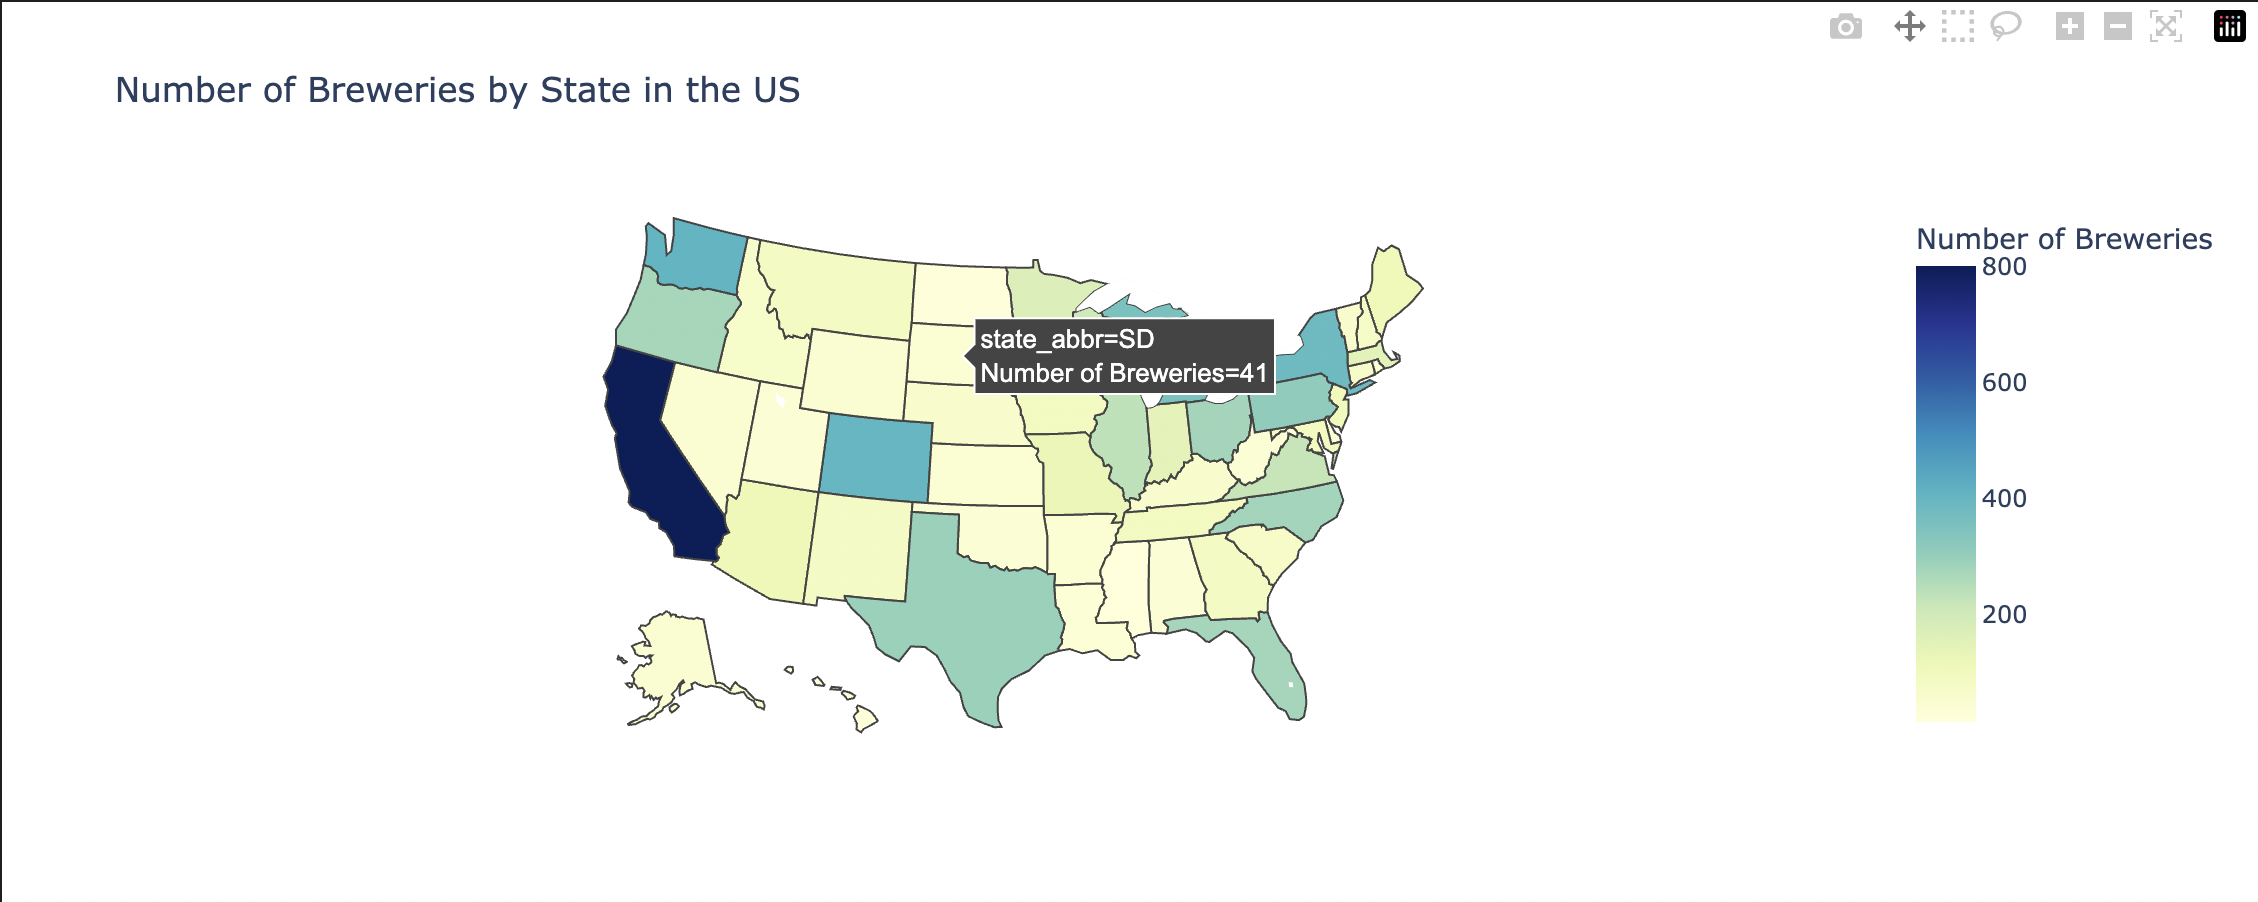 Number of Breweries by State in the US
state_abbr=SD
Number of Breweries=41
Number of Breweries
800
600
400
200